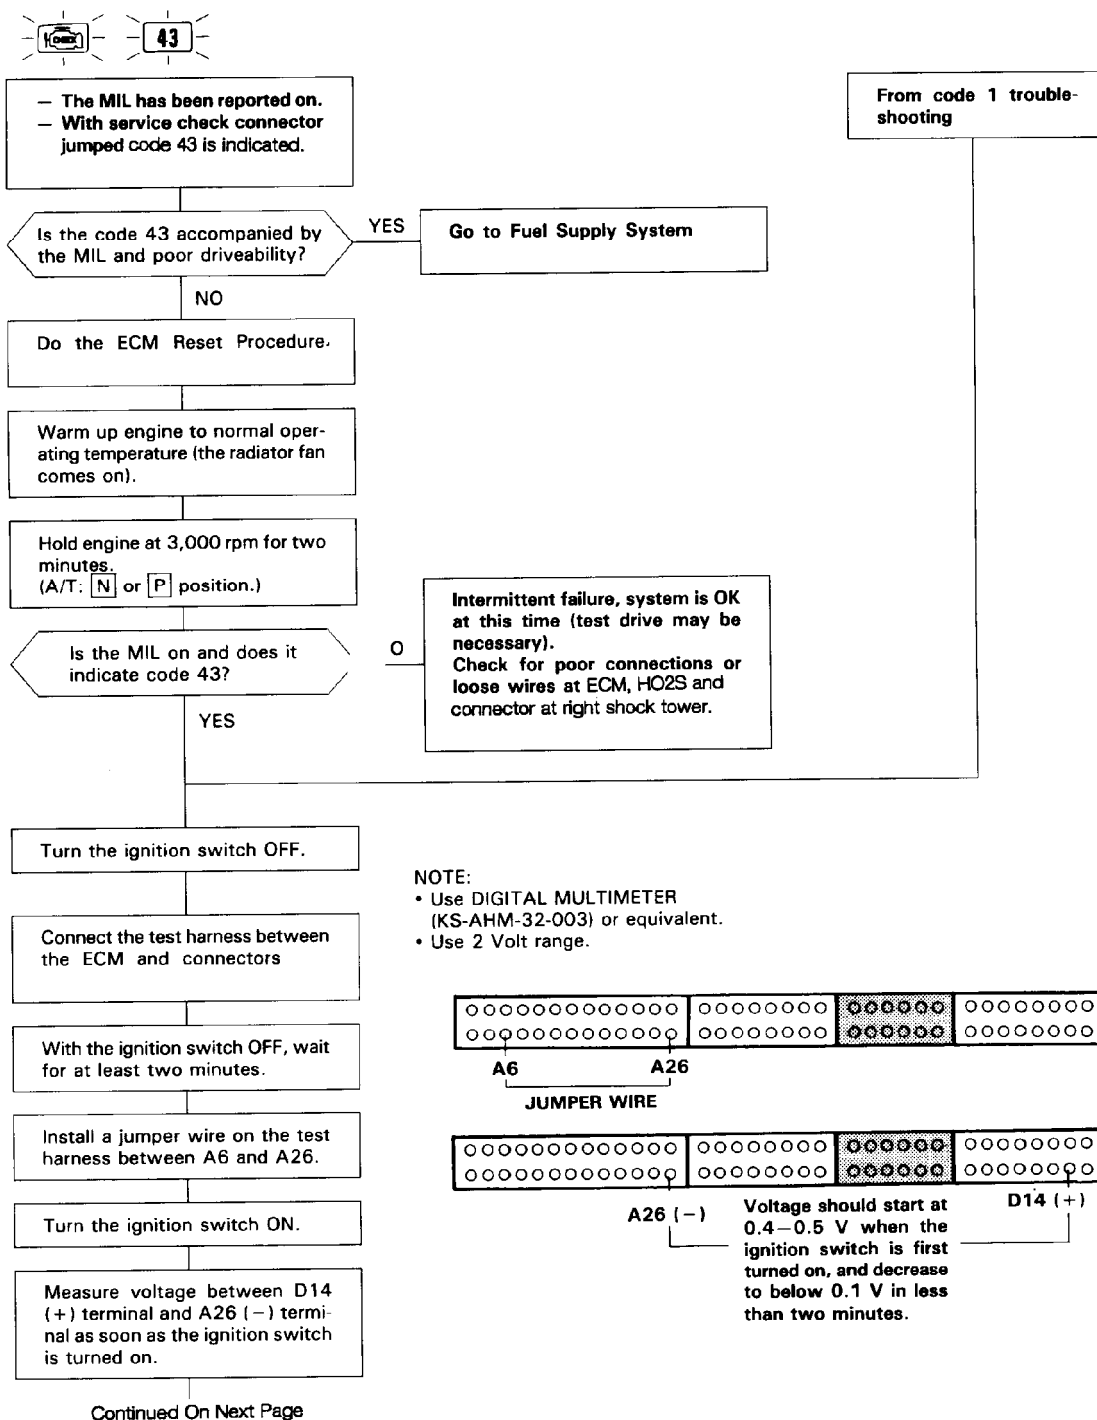 CHECK
43
— The MIL has been reported on.
— With service check connector
jumped code 43 is indicated.
From code 1 trouble-
shooting
Is the code 43 accompanied by
the MIL and poor driveability?
YES
Go to Fuel Supply System
NO
Do the ECM Reset Procedure.
Warm up engine to normal oper-
ating temperature (the radiator fan
comes on).
Hold engine at 3,000 rpm for two
minutes.
(A/T: N or P position.)
Is the MIL on and does it
indicate code 43?
O
Intermittent failure, system is OK
at this time (test drive may be
necessary).
Check for poor connections or
loose wires at ECM, HO2S and
connector at right shock tower.
YES
Turn the ignition switch OFF.
Connect the test harness between
the ECM and connectors
With the ignition switch OFF, wait
for at least two minutes.
Install a jumper wire on the test
harness between A6 and A26.
Turn the ignition switch ON.
Measure voltage between D14
(+) terminal and A26 (−) termi-
nal as soon as the ignition switch
is turned on.
Continued On Next Page
NOTE:
• Use DIGITAL MULTIMETER
(KS-AHM-32-003) or equivalent.
• Use 2 Volt range.
A6
A26
JUMPER WIRE
A26 (−)
D14 (+)
Voltage should start at
0.4—0.5 V when the
ignition switch is first
turned on, and decrease
to below 0.1 V in less
than two minutes.